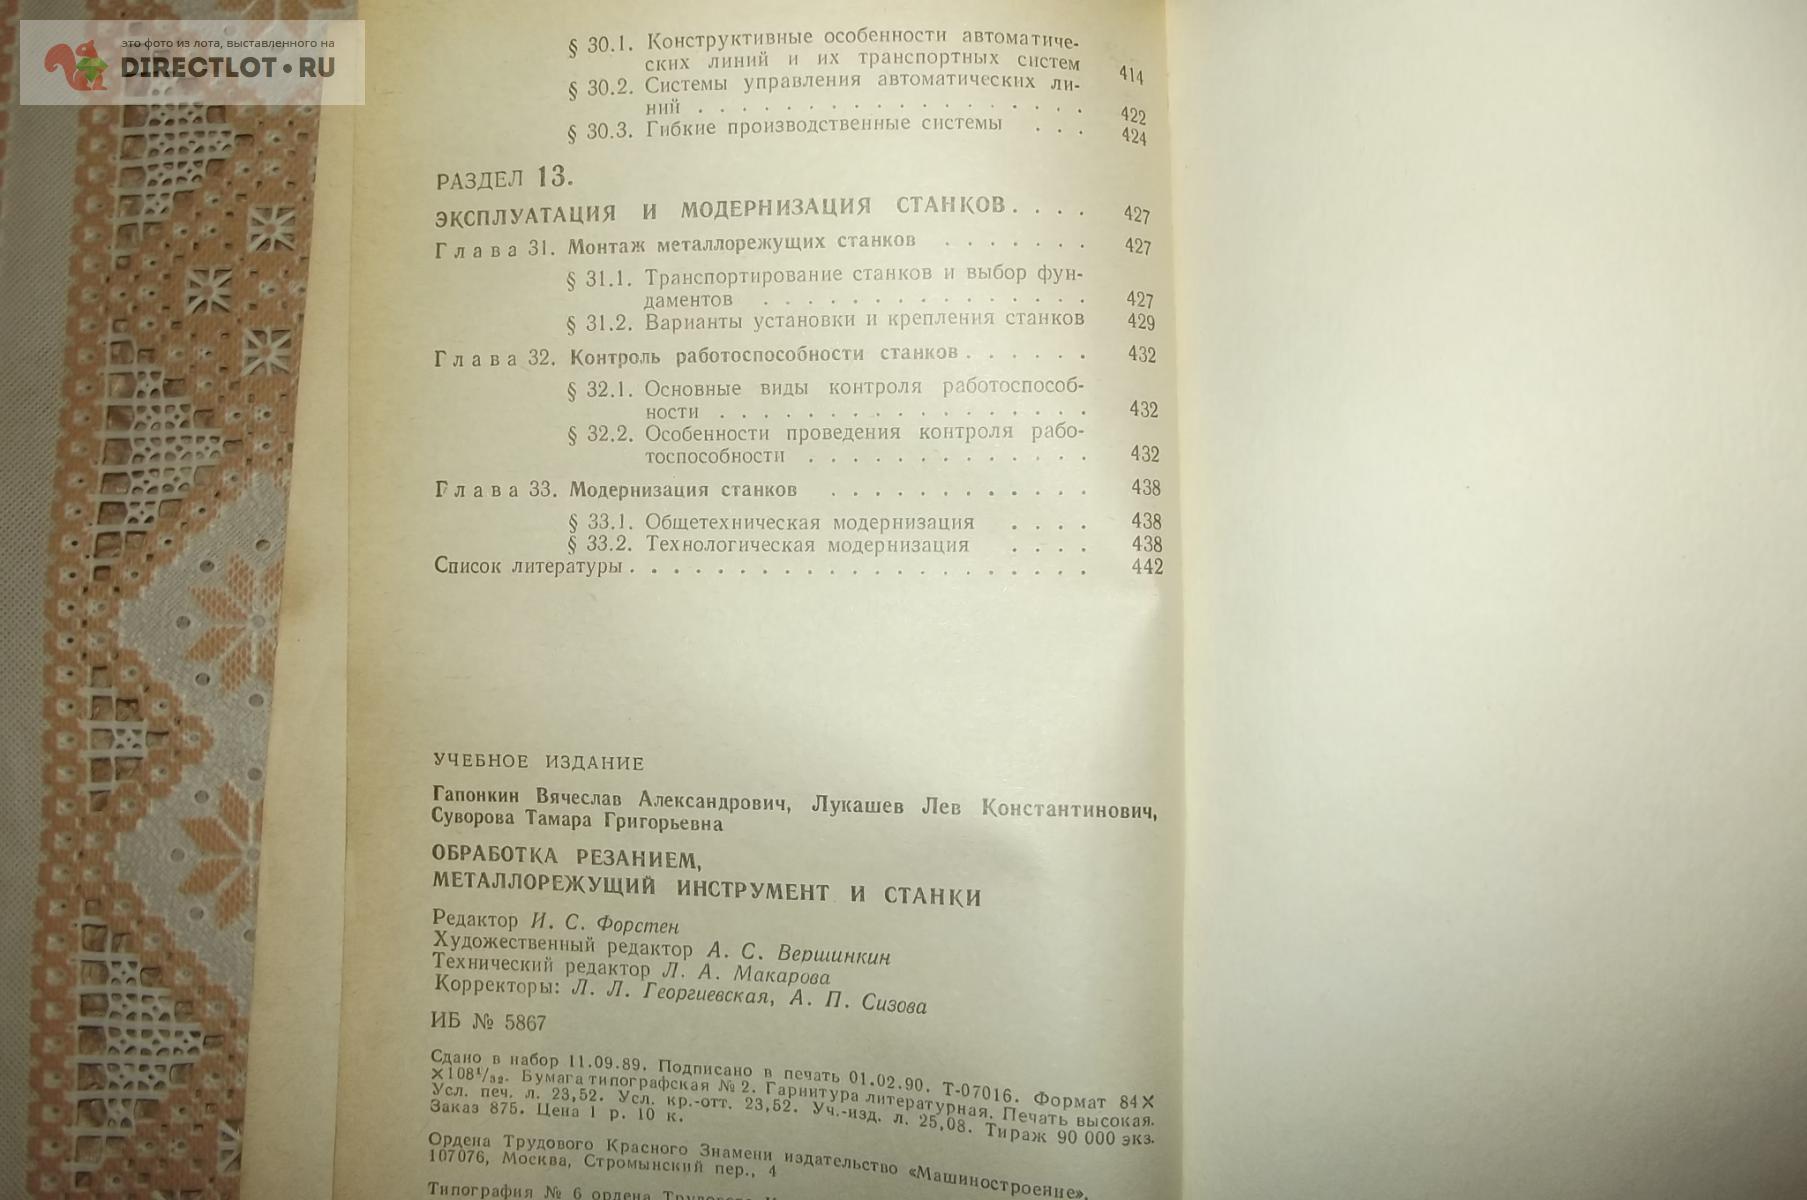 это фото из лота, выставленного на
DIRECTLOT.RU
§ 30.1. Конструктивные особенности автоматиче-
ских линий и их транспортных систем 414
§ 30.2. Системы управления автоматических ли-
ний . . . . . . . . . . . . . . 422
§ 30.3. Гибкие производственные системы . . . 424
РАЗДЕЛ 13.
ЭКСПЛУАТАЦИЯ И МОДЕРНИЗАЦИЯ СТАНКОВ . . . . 427
Глава 31. Монтаж металлорежущих станков . . . . . . . 427
§ 31.1. Транспортирование станков и выбор фун-
даментов . . . . . . . . . . . . 427
§ 31.2. Варианты установки и крепления станков 429
Глава 32. Контроль работоспособности станков . . . . . . 432
§ 32.1. Основные виды контроля работоспособ-
ности . . . . . . . . . . . . . 432
§ 32.2. Особенности проведения контроля рабо-
тоспособности . . . . . . . . . . . 432
Глава 33. Модернизация станков . . . . . . . . . . 438
§ 33.1. Общетехническая модернизация . . . . 438
§ 33.2. Технологическая модернизация . . . . 438
Список литературы . . . . . . . . . . . . . . . . . 442
УЧЕБНОЕ ИЗДАНИЕ
Гапонкин Вячеслав Александрович, Лукашев Лев Константинович,
Суворова Тамара Григорьевна
ОБРАБОТКА РЕЗАНИЕМ,
МЕТАЛЛОРЕЖУЩИЙ ИНСТРУМЕНТ И СТАНКИ
Редактор И. С. Форстен
Художественный редактор А. С. Вершинкин
Технический редактор Л. А. Макарова
Корректоры: Л. Л. Георгиевская, А. П. Сизова
ИБ № 5867
Сдано в набор 11.09.89. Подписано в печать 01.02.90. Т-07016. Формат 84×
×108¹/₃₂. Бумага типографская № 2. Гарнитура литературная. Печать высокая.
Усл. печ. л. 23,52. Усл. кр.-отт. 23,52. Уч.-изд. л. 25,08. Тираж 90 000 экз.
Заказ 875. Цена 1 р. 10 к.
Ордена Трудового Красного Знамени издательство «Машиностроение»,
107076, Москва, Стромынский пер., 4
Типография № 6 ордена